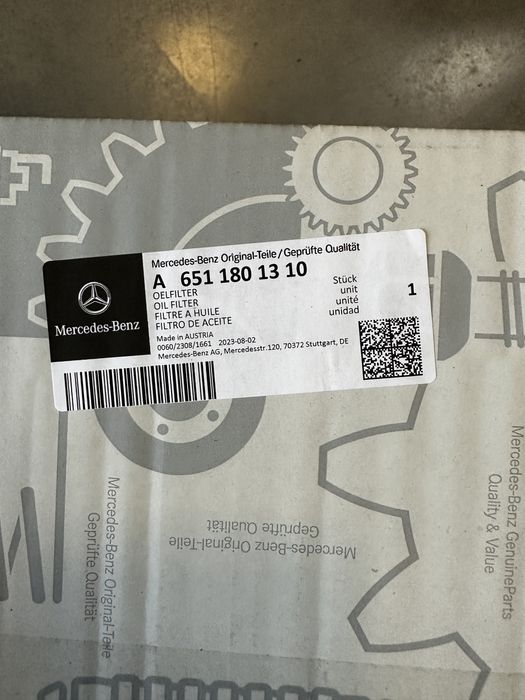 Mercedes-Benz Original-Teile/Geprüfte Qualität
A 651 180 13 10
OELFILTER
OIL FILTER
FILTRE A HUILE
FILTRO DE ACEITE
Stück
unit
unité
unidad
1
Made in AUSTRIA
0060/2308/1661 2023-08-02
Mercedes-Benz AG, Mercedesstr.120, 70372 Stuttgart, DE
Mercedes-Benz
Mercedes-Benz Original-Teile
Geprüfte Qualität
Mercedes-Benz Original-Teile
Geprüfte Qualität
Mercedes-Benz GenuineParts
Quality & Value